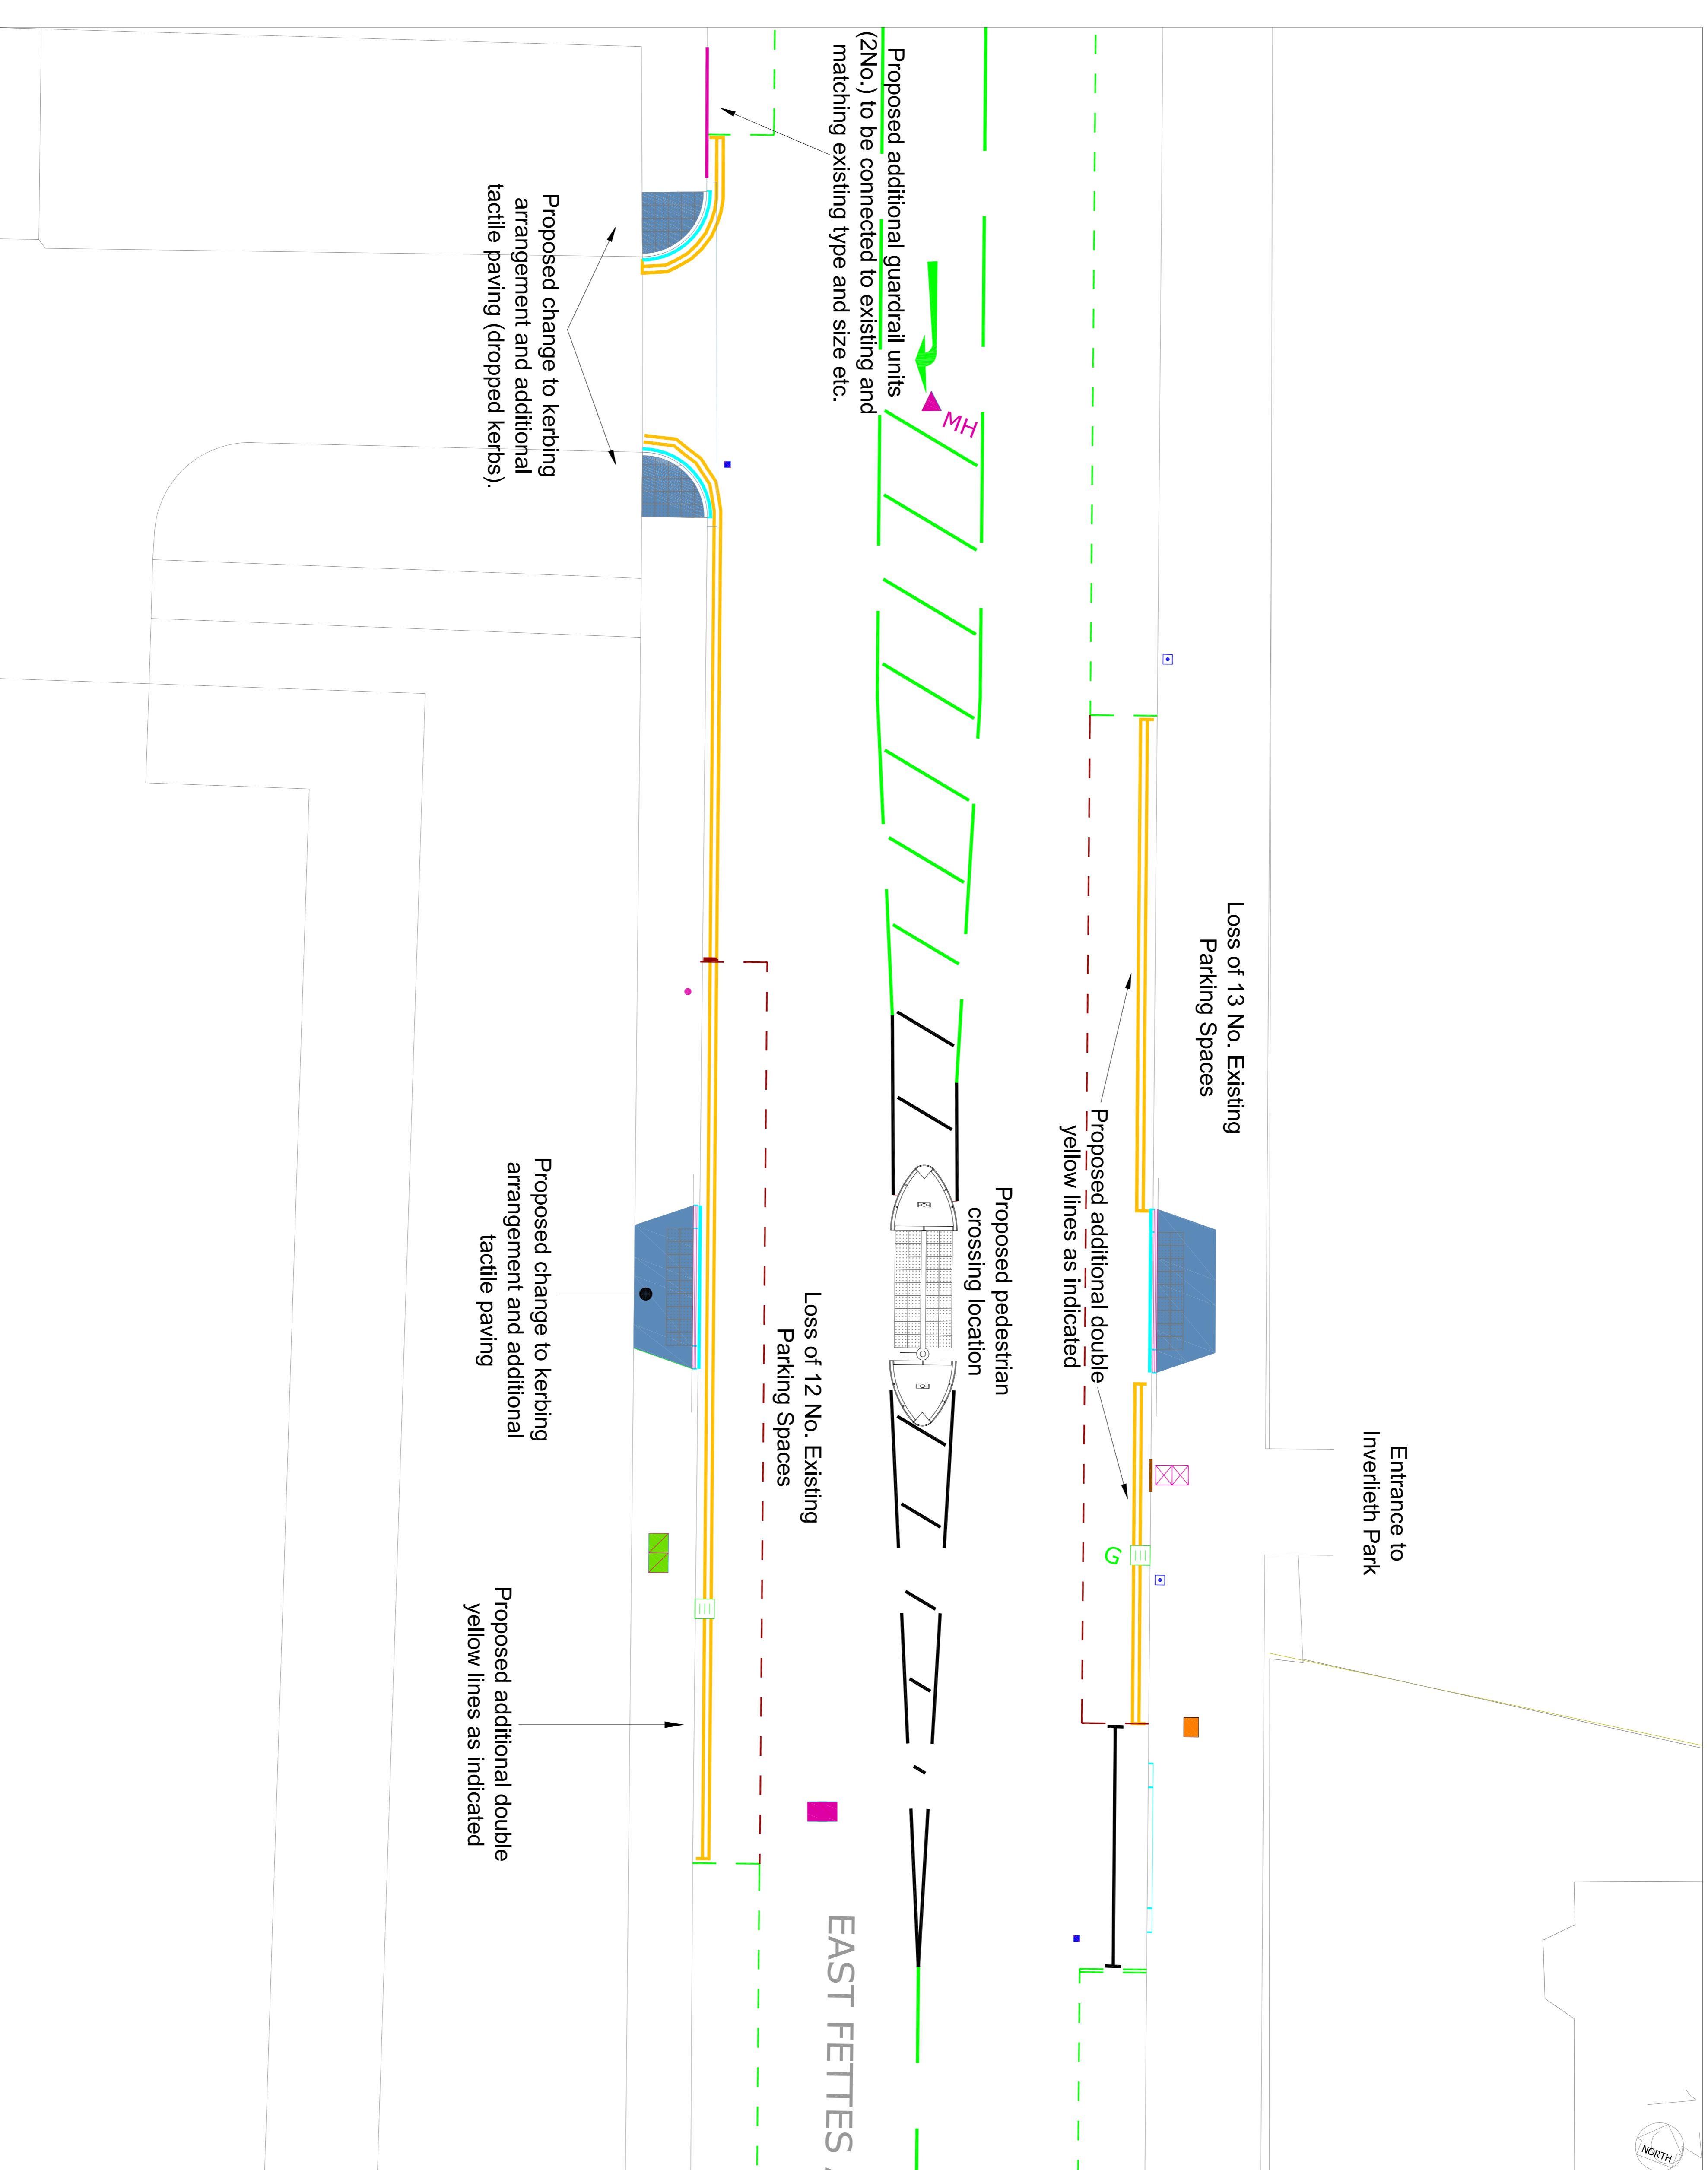 Entrance to
Inverlieth Park
Loss of 13 No. Existing
Parking Spaces
Proposed additional double
yellow lines as indicated
Proposed pedestrian
crossing location
MH
G
Proposed additional guardrail units
(2No.) to be connected to existing and
matching existing type and size etc.
EAST FETTES
Loss of 12 No. Existing
Parking Spaces
Proposed change to kerbing
arrangement and additional
tactile paving (dropped kerbs).
Proposed change to kerbing
arrangement and additional
tactile paving
Proposed additional double
yellow lines as indicated
NORTH